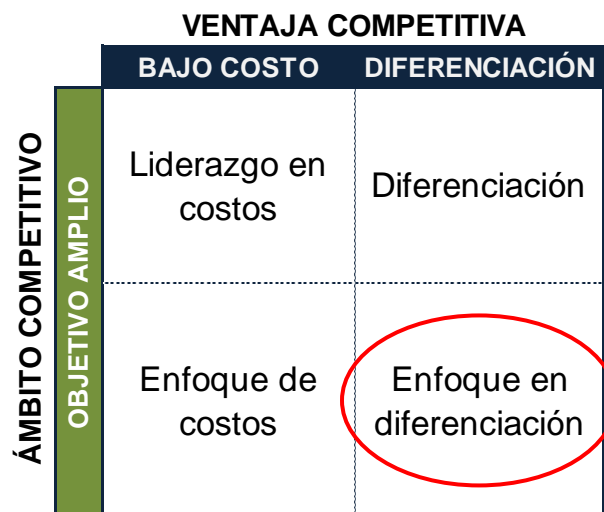 VENTAJA COMPETITIVA
BAJO COSTO DIFERENCIACIÓN
ÁMBITO COMPETITIVO
OBJETIVO AMPLIO
Liderazgo en
costos
Diferenciación
Enfoque de
costos
Enfoque en
diferenciación